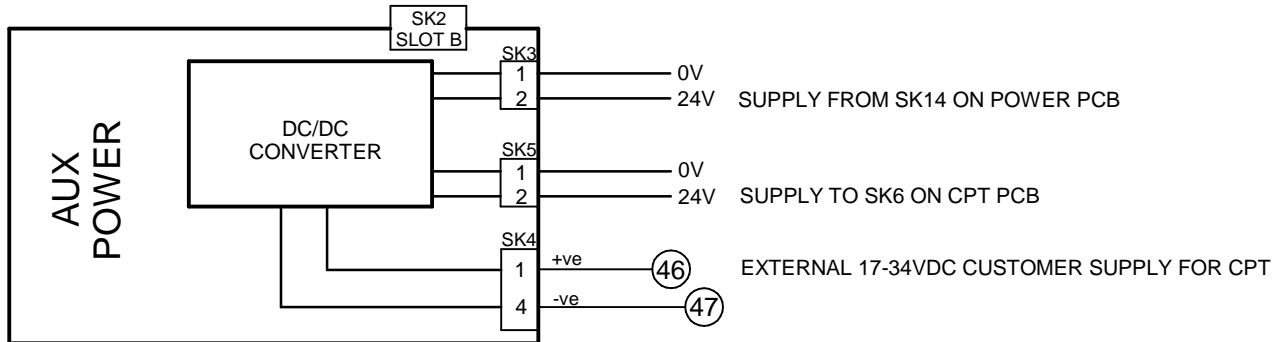 SK2
SLOT B
SK3
1 0V
2 24V SUPPLY FROM SK14 ON POWER PCB
AUX
POWER
DC/DC
CONVERTER
SK5
1 0V
2 24V SUPPLY TO SK6 ON CPT PCB
SK4
1 +ve 46 EXTERNAL 17-34VDC CUSTOMER SUPPLY FOR CPT
4 -ve 47